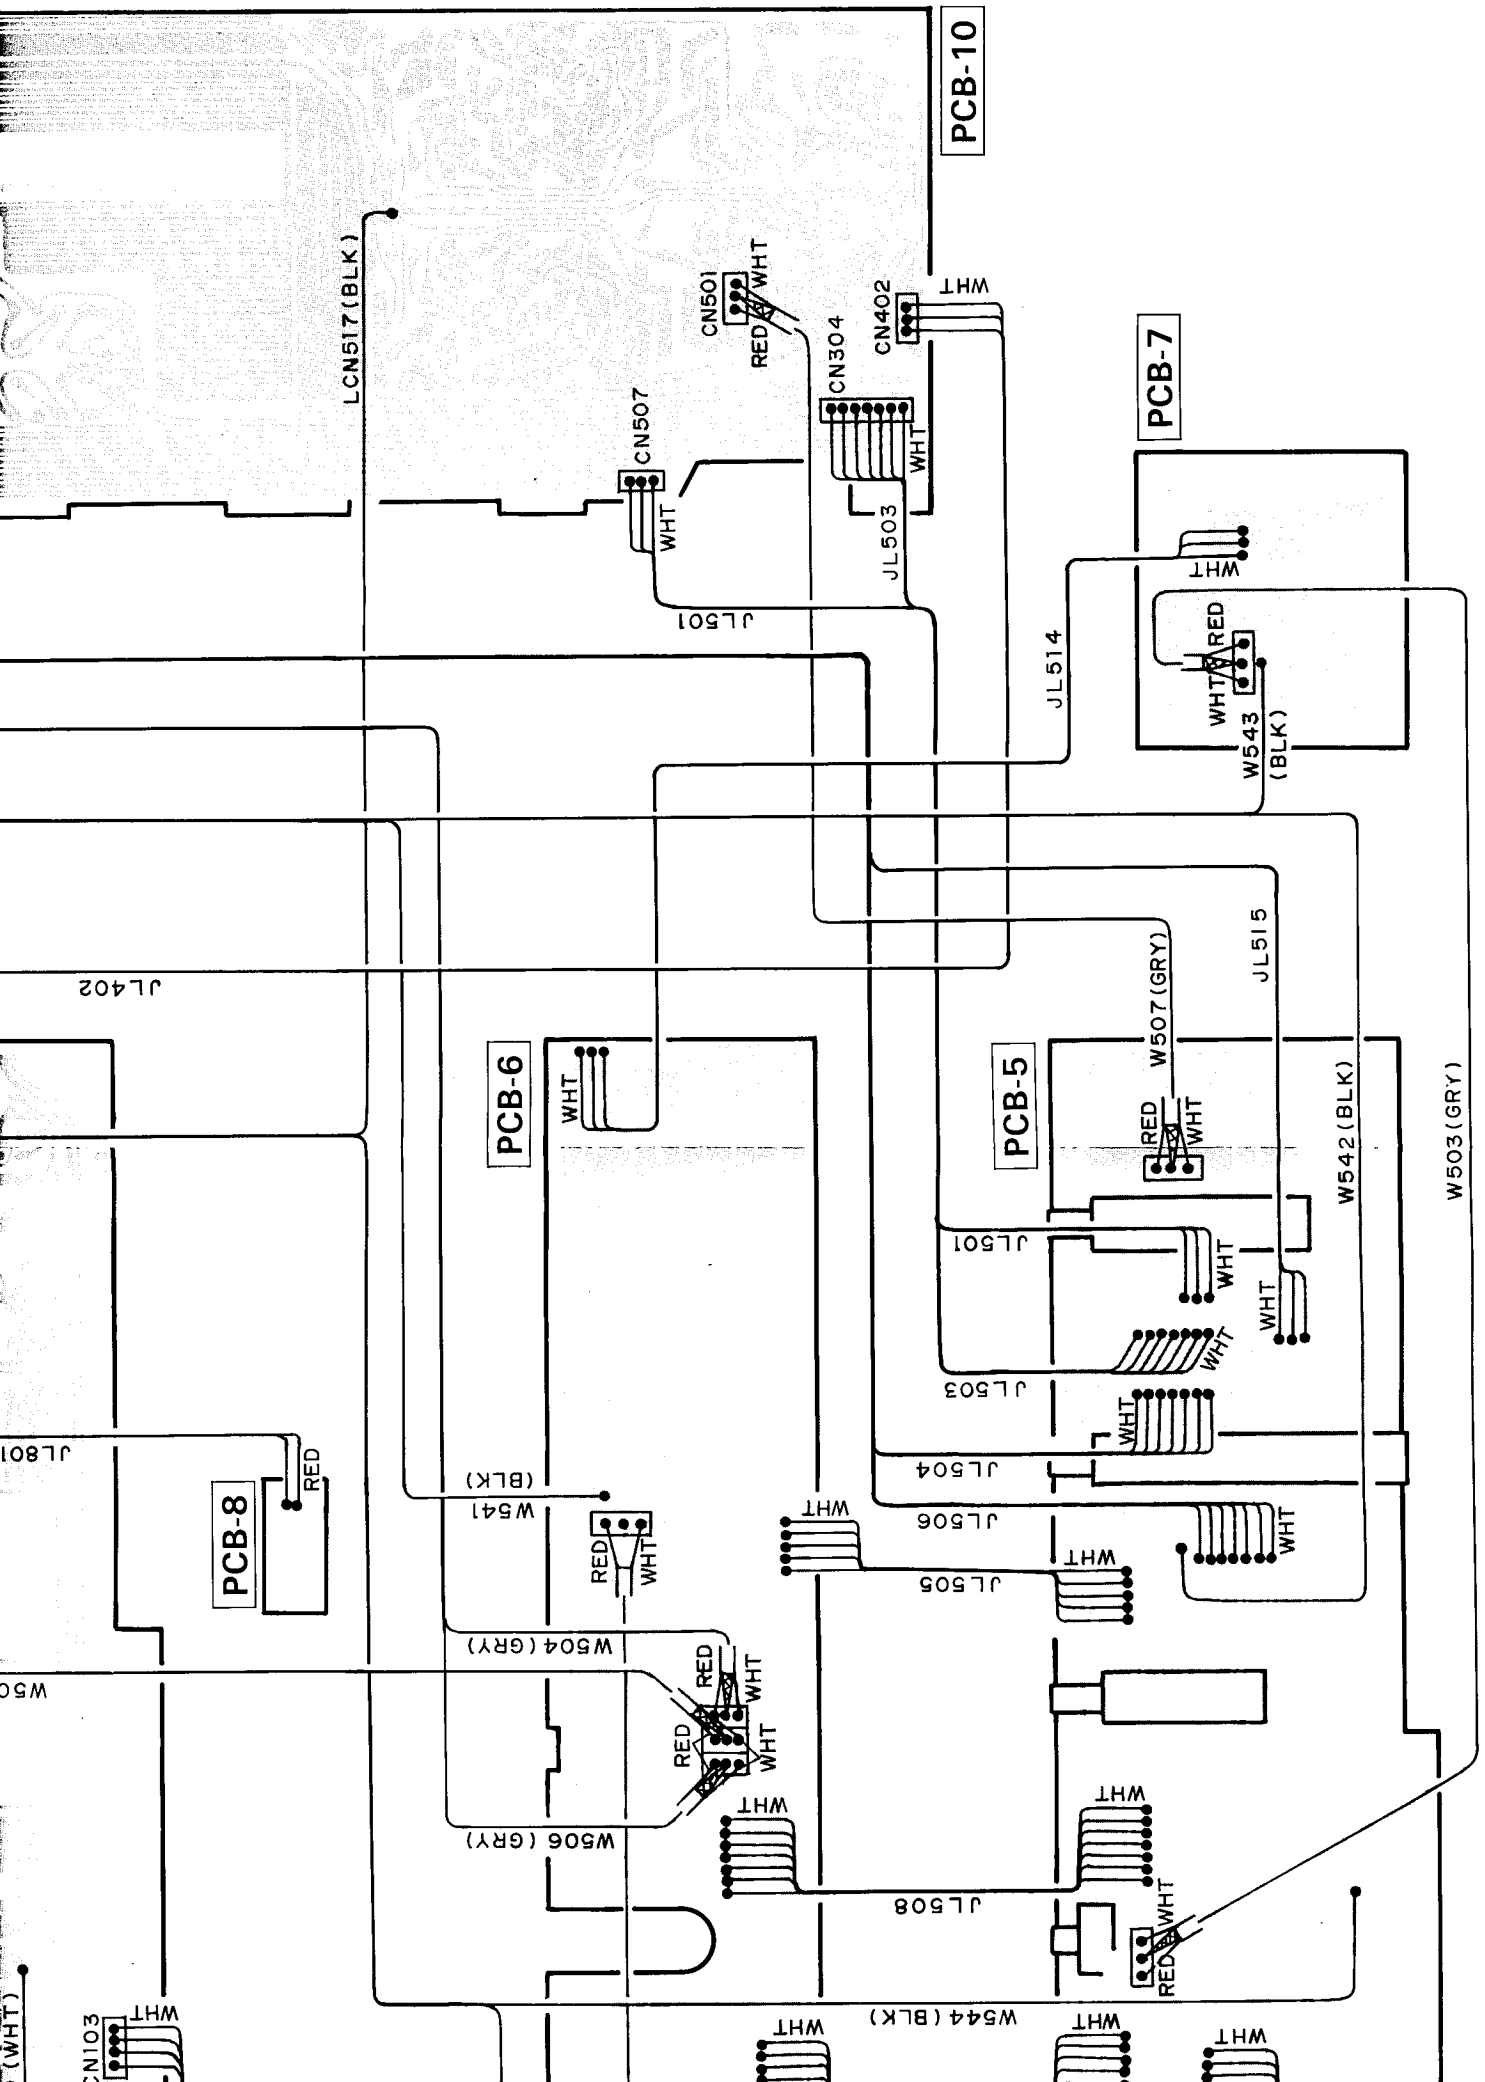 PCB-10
LCN517(BLK)
CN501
WHT
RED
CN402
WHT
CN304
WHT
CN507
WHT
JL503
JL501
PCB-7
WHT
JL514
RED
WHT
W543
(BLK)
JL402
W507(GRY)
JL515
PCB-6
WHT
PCB-5
RED
WHT
W542(BLK)
W503(GRY)
JL501
WHT
WHT
JL503
WHT
WHT
JL504
JL801
RED
PCB-8
(BLK)
W541
RED
WHT
WHT
JL506
WHT
JL505
WHT
W504(GRY)
RED
WHT
W50
RED
WHT
W506(GRY)
WHT
WHT
JL508
WHT
RED
W544(BLK)
(WHT)
CN103
WHT
WHT
WHT
WHT